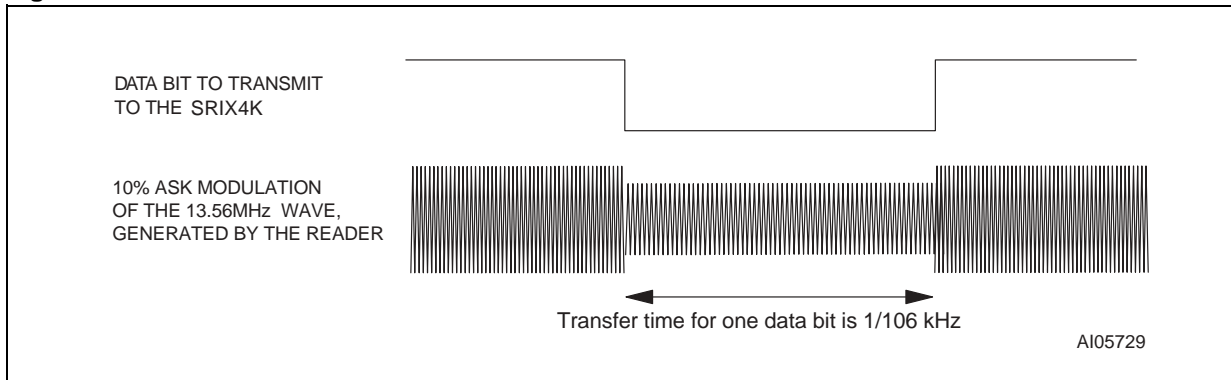 DATA BIT TO TRANSMIT
TO THE SRIX4K
10% ASK MODULATION
OF THE 13.56MHz WAVE,
GENERATED BY THE READER
Transfer time for one data bit is 1/106 kHz
AI05729